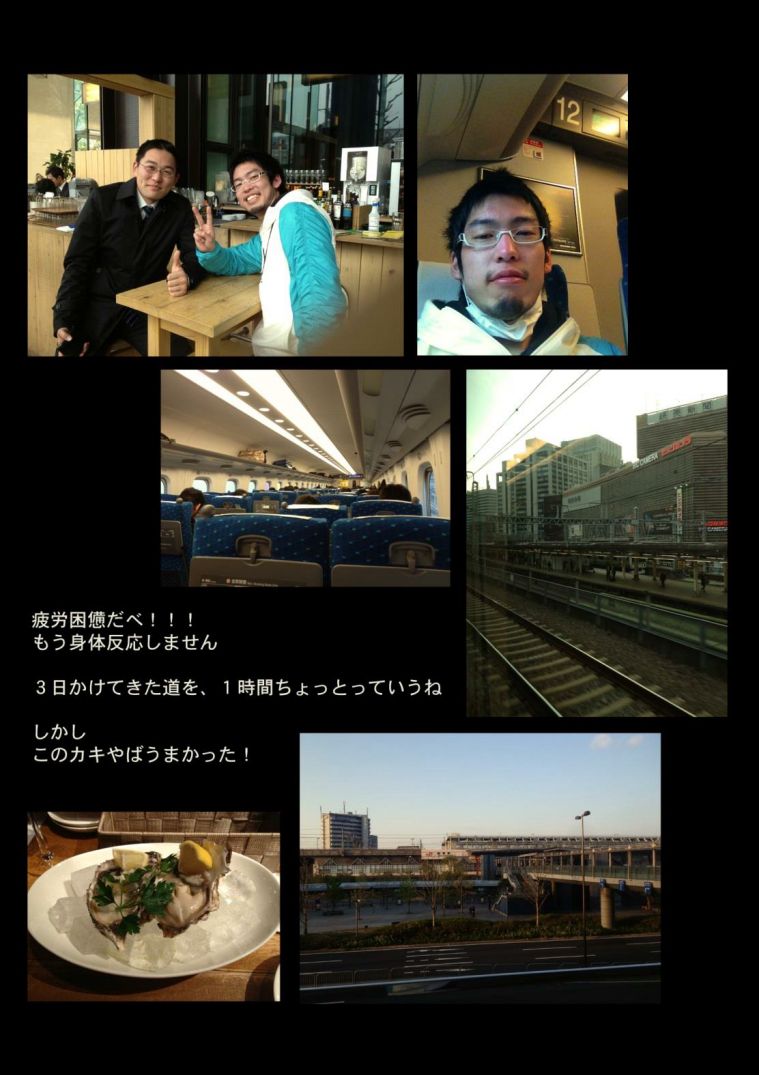 12
BIC CAMERA
疲労困憊だべ！！！
もう身体反応しません
３日かけてきた道を、１時間ちょっとっていうね
しかし
このカキやばうまかった！